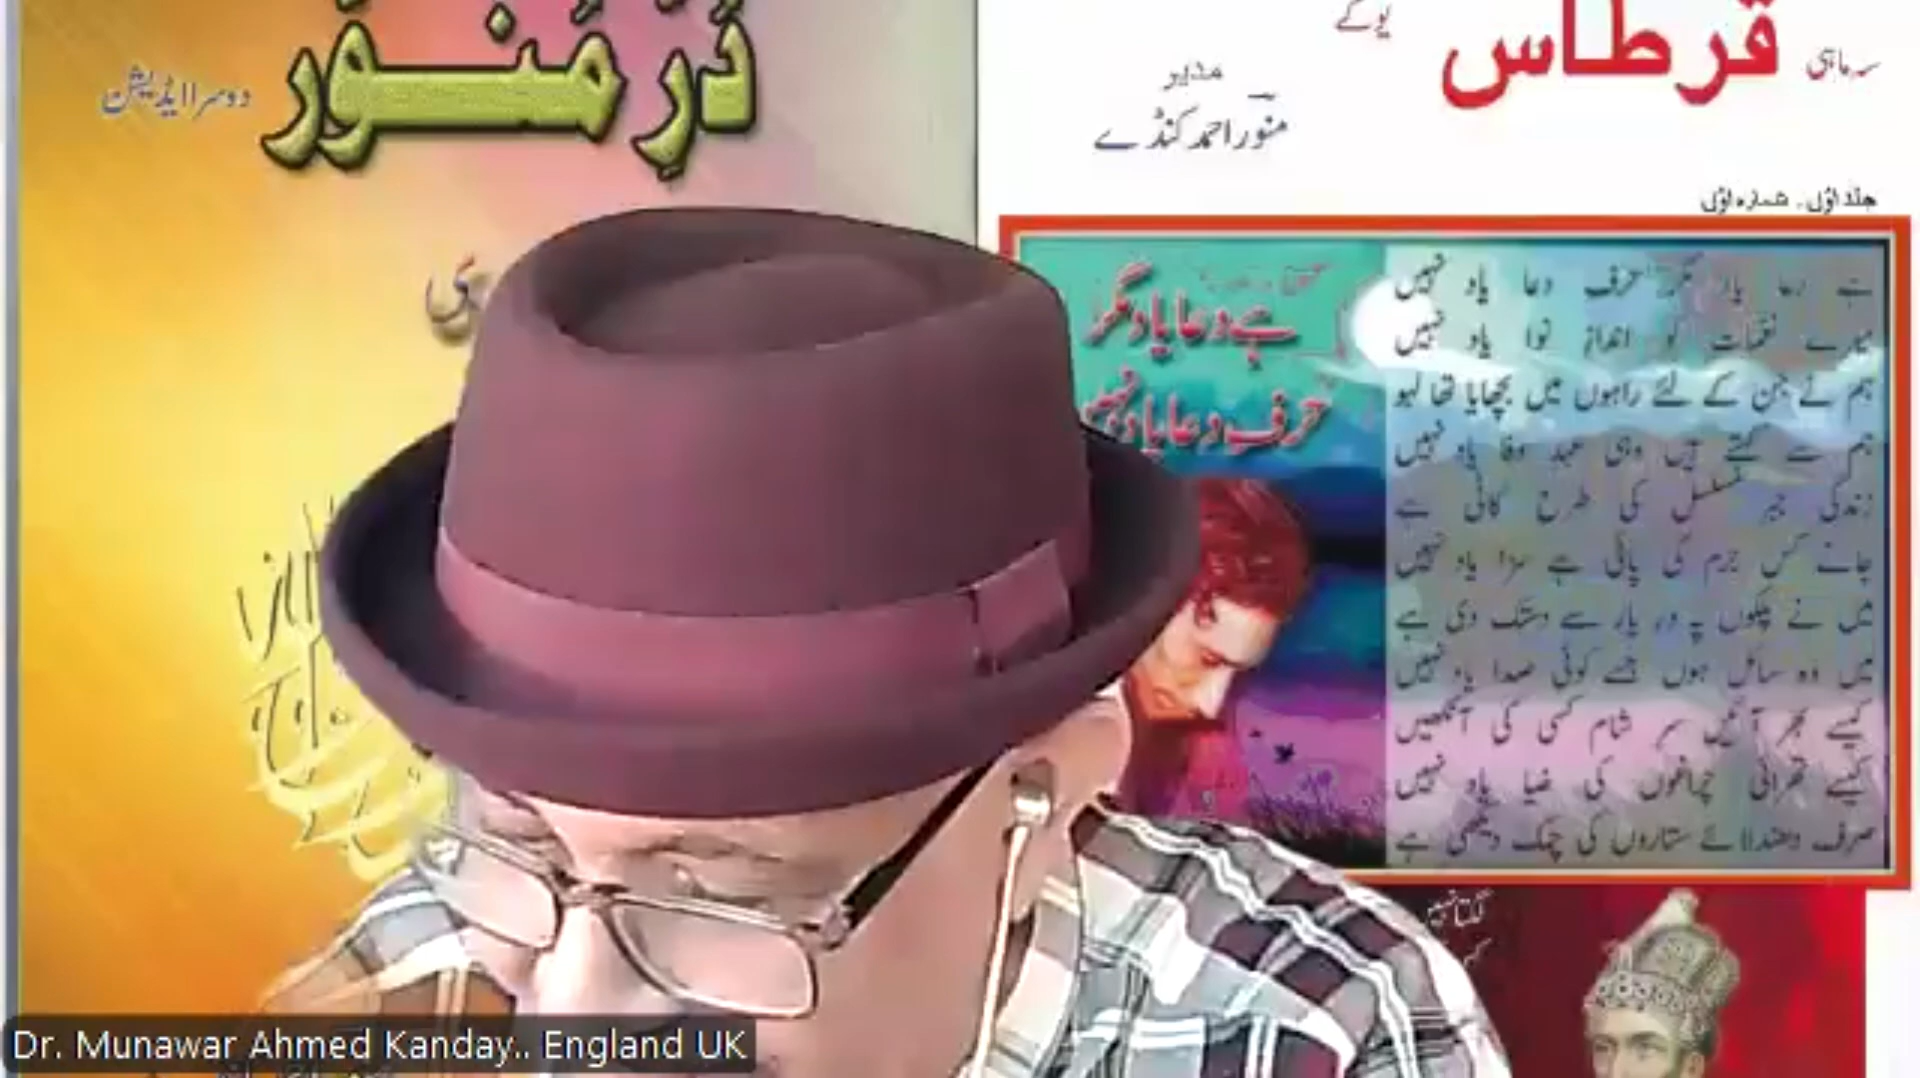 دُرِّ مُنوّر
دوسرا ایڈیشن
سہ ماہی
قرطاس
یوکے
مدیر
منوّر احمد کنڈے
جلد اوّل۔ شمارہ اوّل
ہے دعا یاد مگر
حرف دعا یاد نہیں
ہے دعا یاد مگر حرف دعا یاد نہیں
میرے نغمات کو انداز نوا یاد نہیں
ہم نے جن کے لئے راہوں میں بچھایا تھا لہو
ہم سے کہتے ہیں وہی عہد وفا یاد نہیں
زندگی جبر مسلسل کی طرح کاٹی ہے
جانے کس جرم کی پائی ہے سزا یاد نہیں
میں نے پلکوں پہ در یار سے دستک دی ہے
میں وہ سائل ہوں جسے کوئی صدا یاد نہیں
کیسے بھر آئیں سر شام کسی کی آنکھیں
کیسے تھرائی چراغوں کی ضیا یاد نہیں
صرف دھندلائے ستاروں کی چمک دیکھی ہے
Dr. Munawar Ahmed Kanday.. England UK